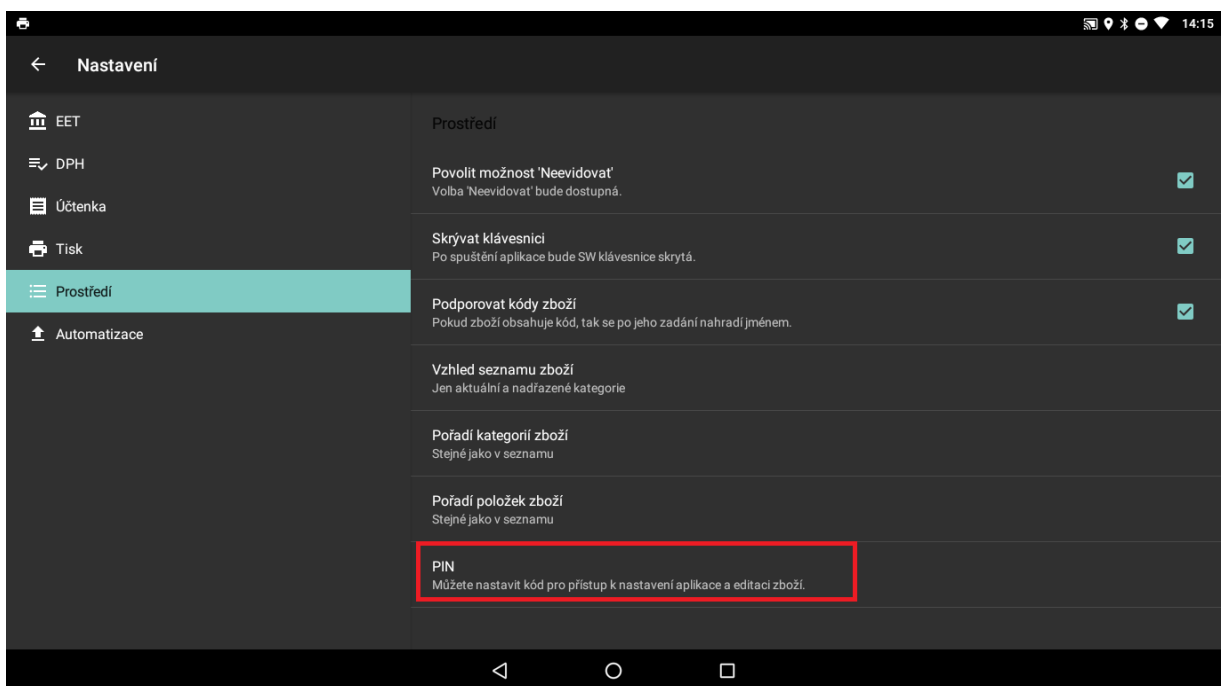 14:15
Nastavení
EET
DPH
Účtenka
Tisk
Prostředí
Automatizace
Prostředí
Povolit možnost 'Neevidovat'
Volba 'Neevidovat' bude dostupná.
Skrývat klávesnici
Po spuštění aplikace bude SW klávesnice skrytá.
Podporovat kódy zboží
Pokud zboží obsahuje kód, tak se po jeho zadání nahradí jménem.
Vzhled seznamu zboží
Jen aktuální a nadřazené kategorie
Pořadí kategorií zboží
Stejné jako v seznamu
Pořadí položek zboží
Stejné jako v seznamu
PIN
Můžete nastavit kód pro přístup k nastavení aplikace a editaci zboží.